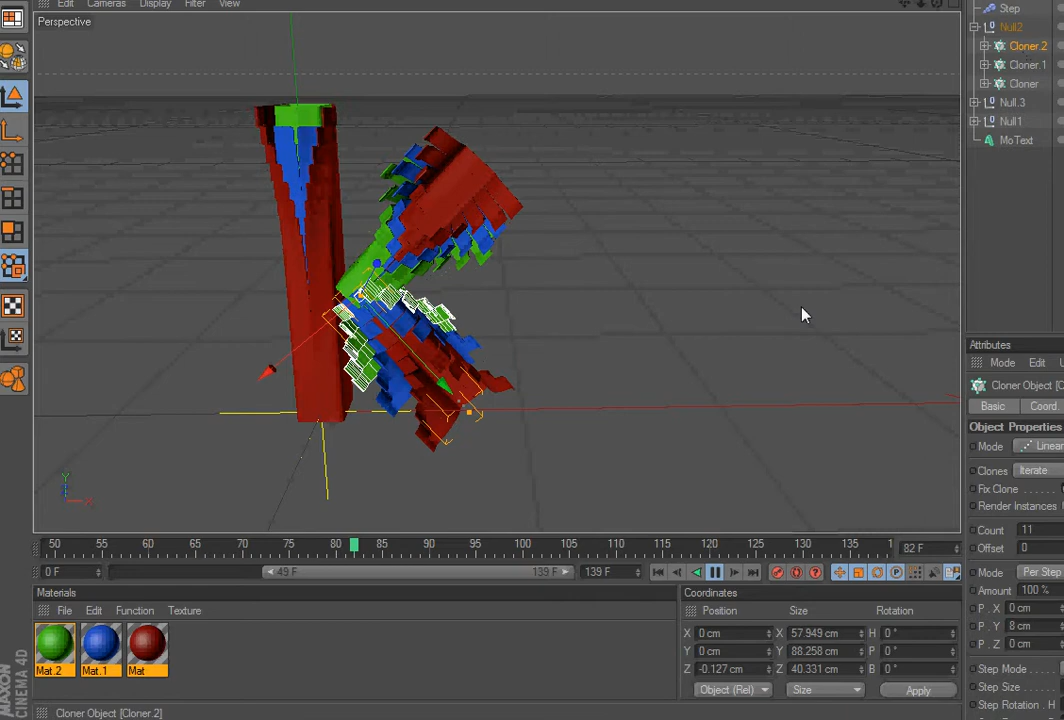 Edit Cameras Display Filter View
Perspective
Step
Null2
Cloner.2
Cloner.1
Cloner
Null.3
Null1
MoText
Attributes
Mode Edit
Cloner Object [C
Basic Coord.
Object Properties
Mode Linear
Clones Iterate
Fix Clone
Render Instances
Count 11
Offset 0
Mode Per Step
Amount 100 %
P . X 0 cm
P . Y 8 cm
P . Z 0 cm
Step Mode
Step Size
Step Rotation . H
50 55 60 65 70 75 80 85 90 95 100 105 110 115 120 125 130 135 1
82 F
0 F 49 F 139 F 139 F
Materials
File Edit Function Texture
Mat.2 Mat.1 Mat
Coordinates
Position Size Rotation
X 0 cm X 57.949 cm H 0 °
Y 0 cm Y 88.258 cm P 0 °
Z -0.127 cm Z 40.331 cm B 0 °
Object (Rel) Size Apply
MAXON
CINEMA 4D
Cloner Object [Cloner.2]
Y
X